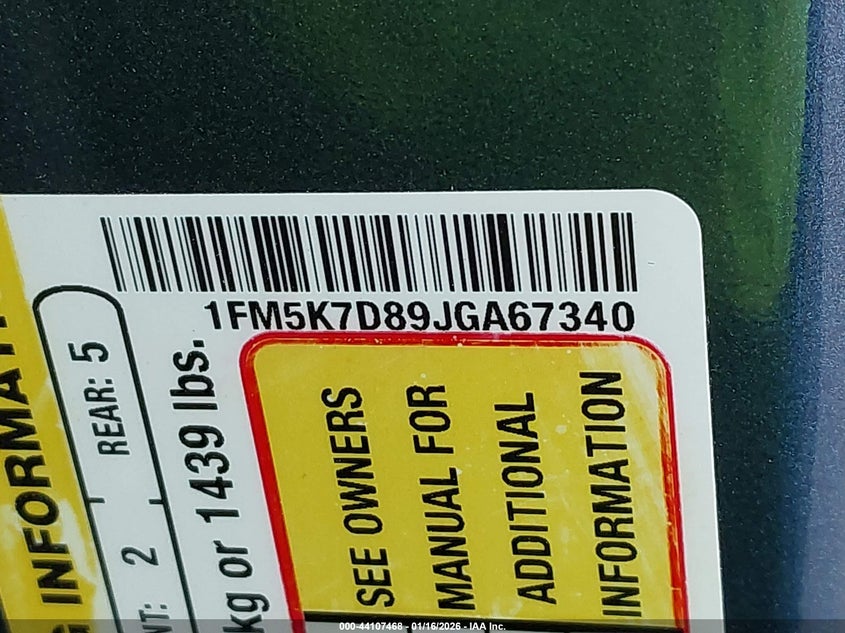 1FM5K7D89JGA67340
INFORMATI
REAR: 5
2
kg or 1439 lbs.
SEE OWNERS
MANUAL FOR
ADDITIONAL
INFORMATION
000-44107468 - 01/16/2026 - IAA Inc.